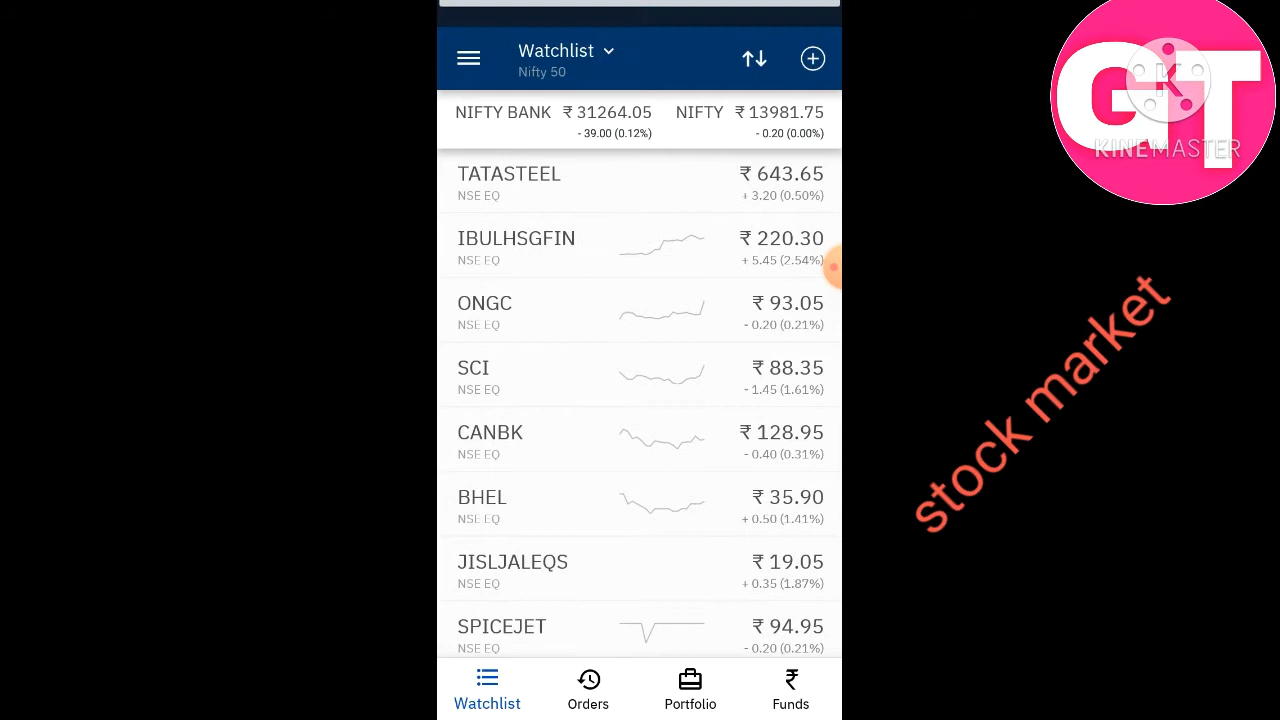 Watchlist
Nifty 50
NIFTY BANK ₹ 31264.05 NIFTY ₹ 13981.75
- 39.00 (0.12%) - 0.20 (0.00%)
TATASTEEL ₹ 643.65
NSE EQ + 3.20 (0.50%)
IBULHSGFIN ₹ 220.30
NSE EQ + 5.45 (2.54%)
ONGC ₹ 93.05
NSE EQ - 0.20 (0.21%)
SCI ₹ 88.35
NSE EQ - 1.45 (1.61%)
CANBK ₹ 128.95
NSE EQ - 0.40 (0.31%)
BHEL ₹ 35.90
NSE EQ + 0.50 (1.41%)
JISLJALEQS ₹ 19.05
NSE EQ + 0.35 (1.87%)
SPICEJET ₹ 94.95
NSE EQ - 0.20 (0.21%)
Watchlist Orders Portfolio Funds
GT
K
KINEMASTER
stock market